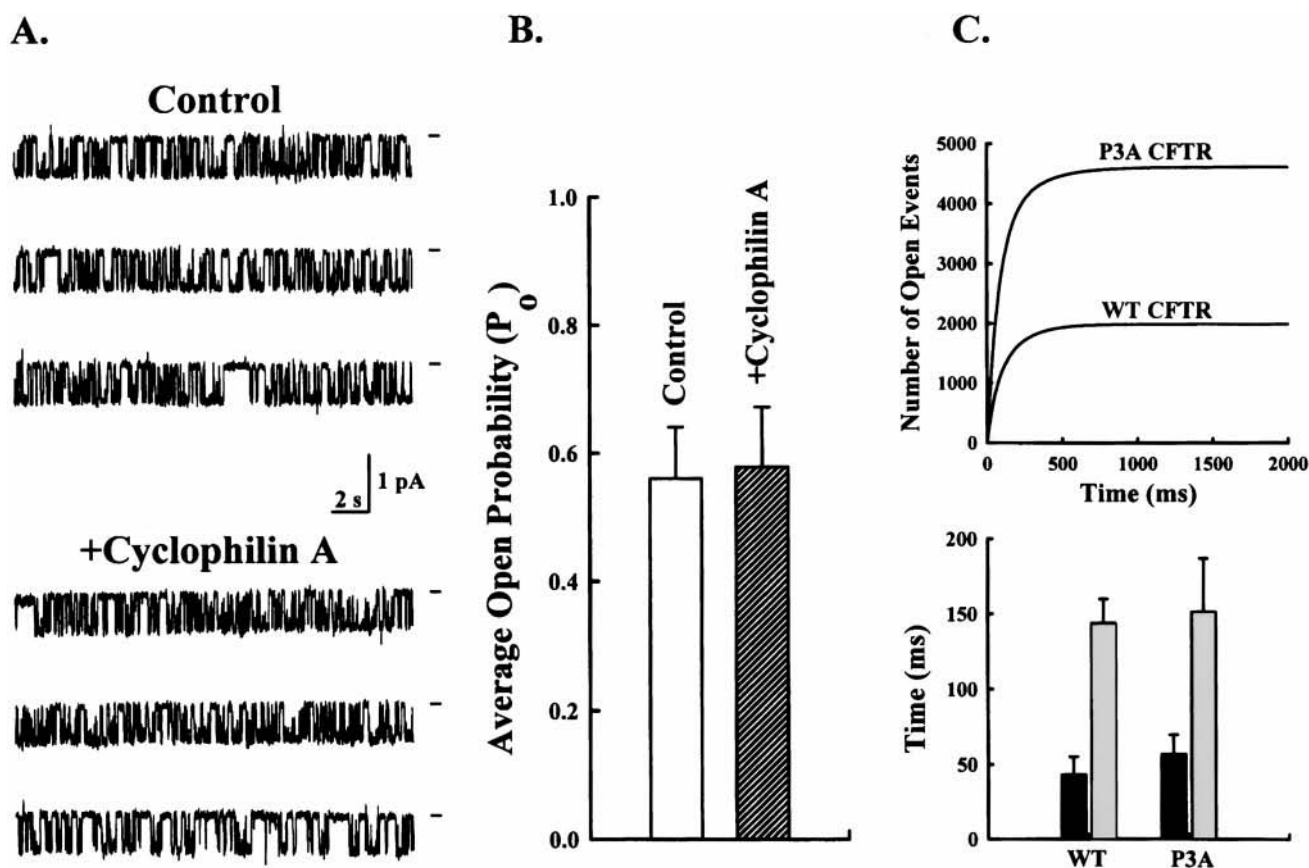 A.
Control
2 s
1 pA
+Cyclophilin A
B.
Average Open Probability (Po)
1.0
0.8
0.6
0.4
0.2
0.0
Control
+Cyclophilin A
C.
Number of Open Events
5000
4000
3000
2000
1000
0
P3A CFTR
WT CFTR
0 500 1000 1500 2000
Time (ms)
Time (ms)
200
150
100
50
0
WT P3A